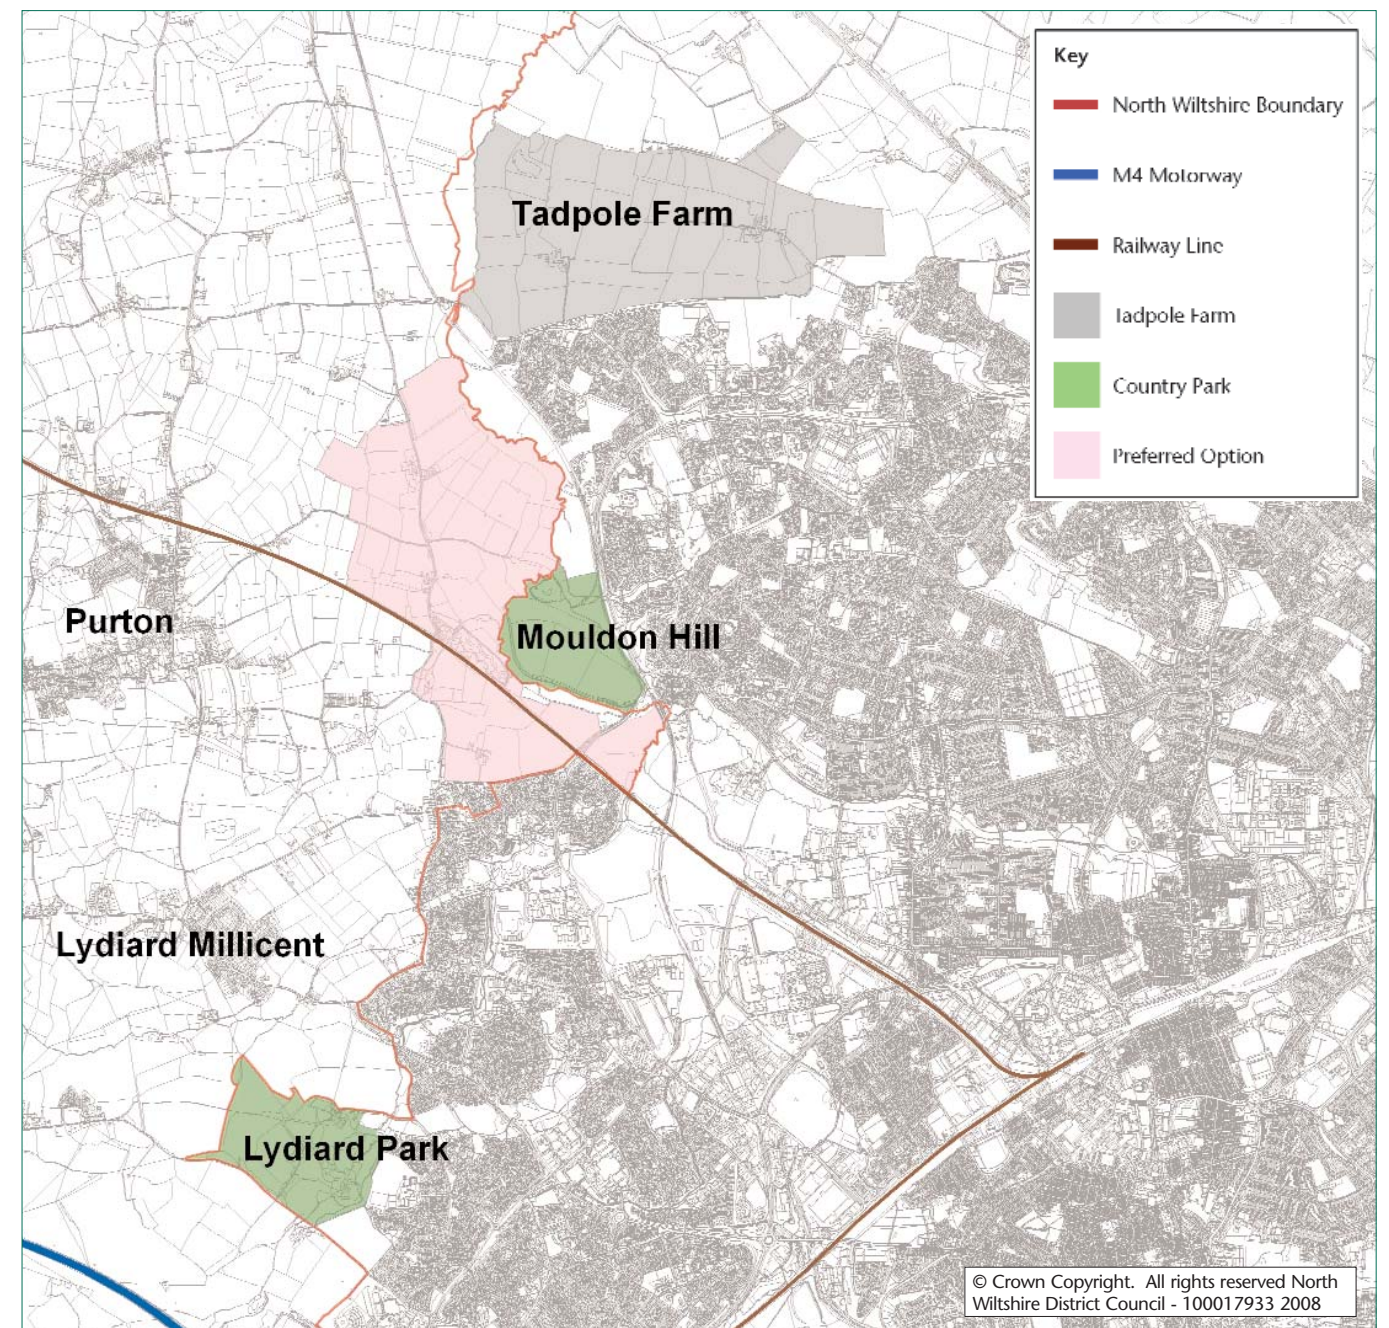 Key
North Wiltshire Boundary
M4 Motorway
Railway Line
Tadpole Farm
Country Park
Preferred Option
Tadpole Farm
Purton
Mouldon Hill
Lydiard Millicent
Lydiard Park
© Crown Copyright. All rights reserved North
Wiltshire District Council - 100017933 2008